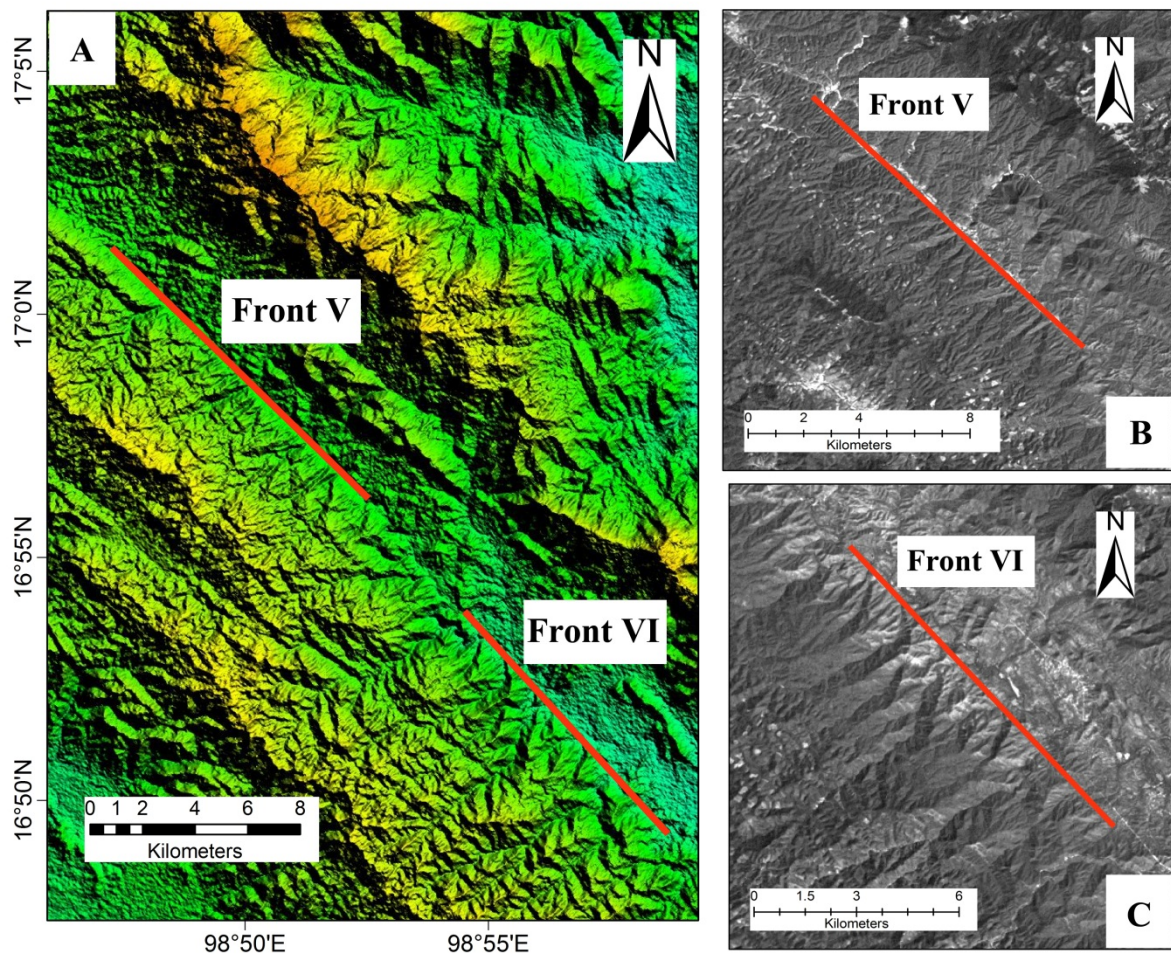 A
N
17°5'N
17°0'N
16°55'N
16°50'N
Front V
Front VI
0 1 2 4 6 8
Kilometers
98°50'E
98°55'E
N
Front V
0 2 4 6 8
Kilometers
B
N
Front VI
0 1.5 3 6
Kilometers
C